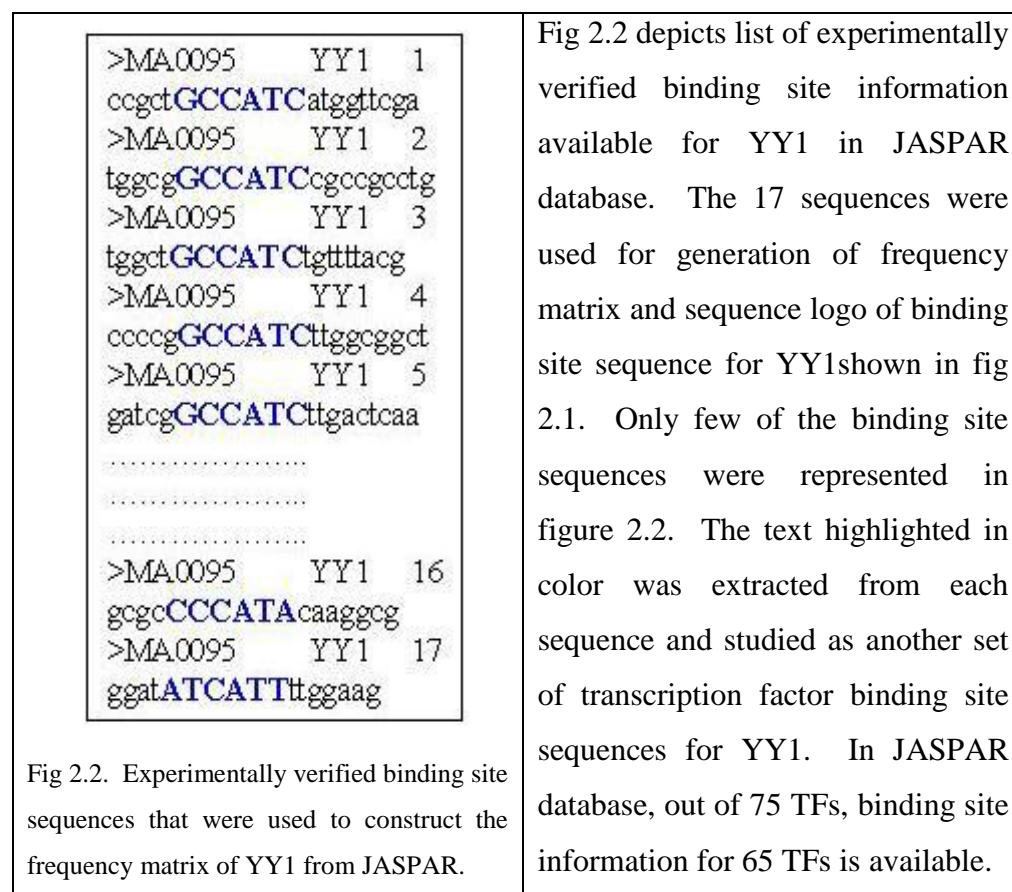 >MA0095 YY1 1
ccgctGCCATCatggttcga
>MA0095 YY1 2
tggcgGCCATCcgccgcctg
>MA0095 YY1 3
tggctGCCATCtgttttacg
>MA0095 YY1 4
ccccgGCCATCttggcggct
>MA0095 YY1 5
gatcgGCCATCttgactcaa
....................
....................
....................
>MA0095 YY1 16
gcgcCCCATAcaaggcg
>MA0095 YY1 17
ggatATCATTttggaag
Fig 2.2. Experimentally verified binding site
sequences that were used to construct the
frequency matrix of YY1 from JASPAR.
Fig 2.2 depicts list of experimentally
verified binding site information
available for YY1 in JASPAR
database. The 17 sequences were
used for generation of frequency
matrix and sequence logo of binding
site sequence for YY1shown in fig
2.1. Only few of the binding site
sequences were represented in
figure 2.2. The text highlighted in
color was extracted from each
sequence and studied as another set
of transcription factor binding site
sequences for YY1. In JASPAR
database, out of 75 TFs, binding site
information for 65 TFs is available.